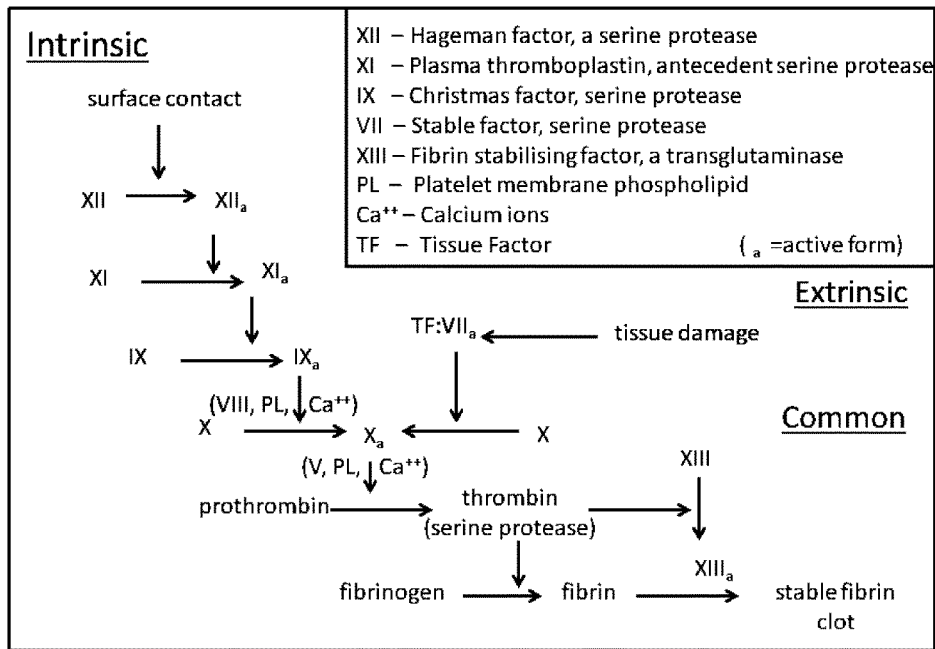 Intrinsic
XII – Hageman factor, a serine protease
XI – Plasma thromboplastin, antecedent serine protease
IX – Christmas factor, serine protease
VII – Stable factor, serine protease
XIII – Fibrin stabilising factor, a transglutaminase
PL – Platelet membrane phospholipid
Ca⁺⁺ – Calcium ions
TF – Tissue Factor ( ₐ =active form)
surface contact
XII XIIₐ
XI XIₐ
Extrinsic
TF:VIIₐ tissue damage
IX IXₐ
(VIII, PL, Ca⁺⁺)
Common
X Xₐ X
(V, PL, Ca⁺⁺)
XIII
prothrombin thrombin
(serine protease)
XIIIₐ
fibrinogen fibrin stable fibrin
clot